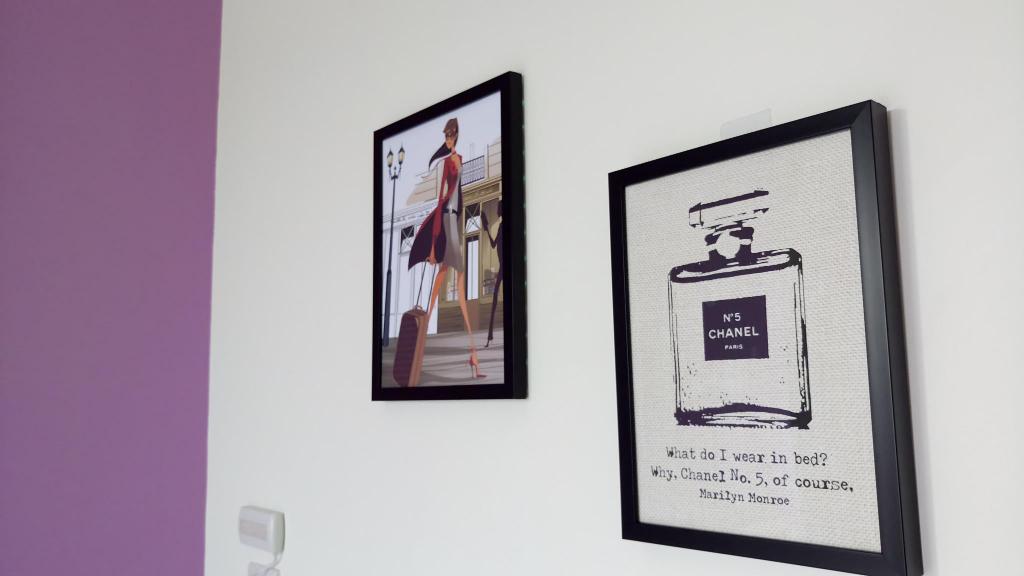 N°5
CHANEL
PARIS
What do I wear in bed?
Why, Chanel No. 5, of course,
Marilyn Monroe